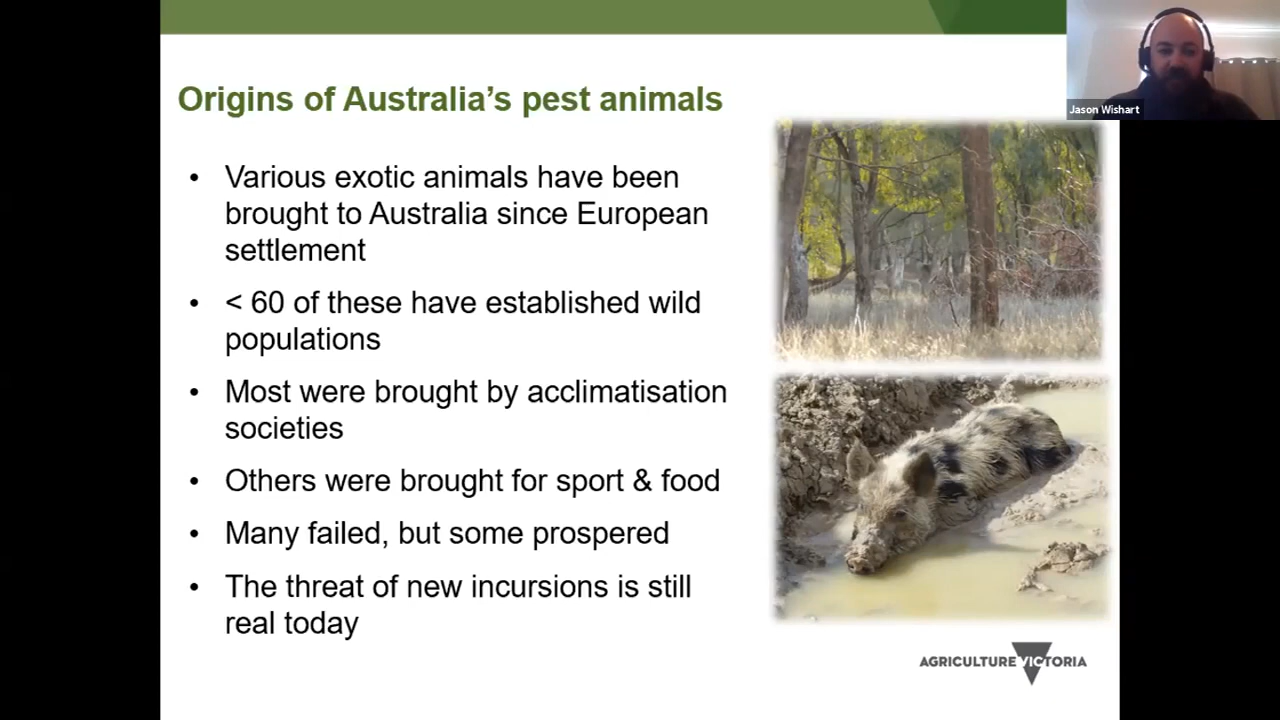 Jason Wishart
Origins of Australia’s pest animals
• Various exotic animals have been
brought to Australia since European
settlement
• < 60 of these have established wild
populations
• Most were brought by acclimatisation
societies
• Others were brought for sport & food
• Many failed, but some prospered
• The threat of new incursions is still
real today
AGRICULTURE VICTORIA